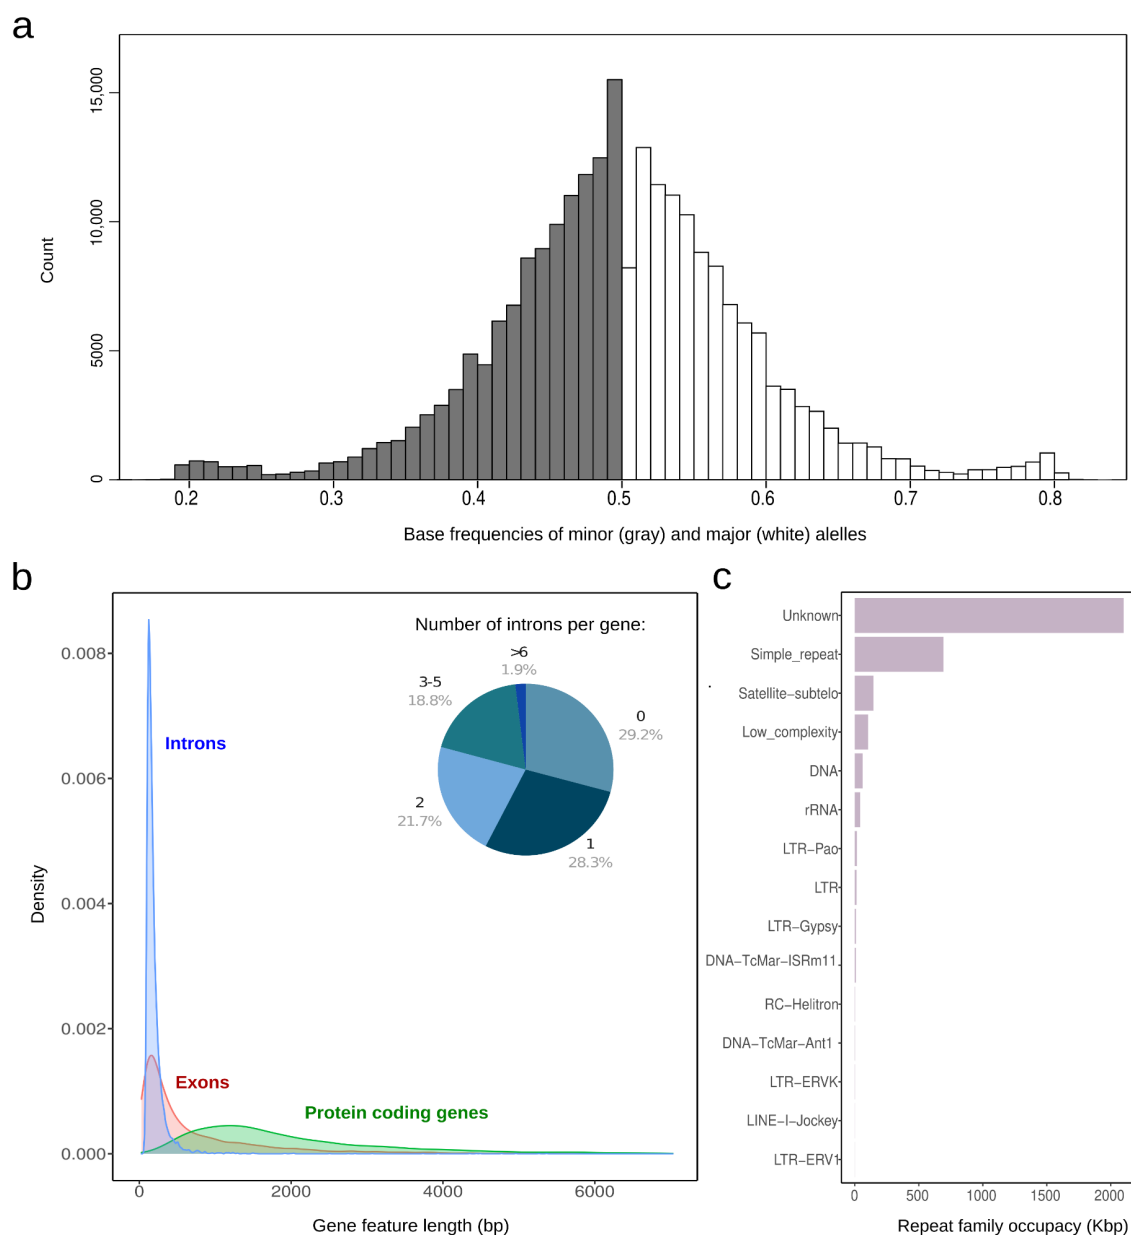 a
15,000
10,000
5000
0
Count
0.2 0.3 0.4 0.5 0.6 0.7 0.8
Base frequencies of minor (gray) and major (white) alelles
b
Number of introns per gene:
>6
1.9%
3-5
18.8%
0
29.2%
2
21.7%
1
28.3%
Introns
Exons
Protein coding genes
0.008
0.006
0.004
0.002
0.000
Density
0 2000 4000 6000
Gene feature length (bp)
c
Unknown
Simple_repeat
Satellite-subtelo
Low_complexity
DNA
rRNA
LTR-Pao
LTR
LTR-Gypsy
DNA-TcMar-ISRm11
RC-Helitron
DNA-TcMar-Ant1
LTR-ERVK
LINE-I-Jockey
LTR-ERV1
0 500 1000 1500 2000
Repeat family occupacy (Kbp)